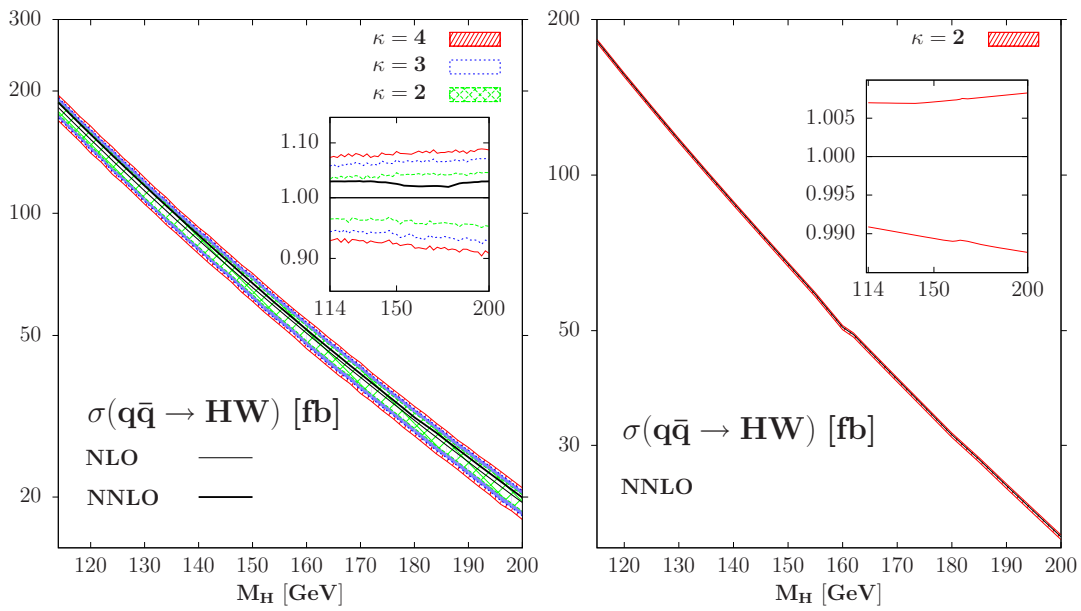 300
200
100
50
20
κ = 4
κ = 3
κ = 2
1.10
1.00
0.90
114 150 200
σ(qq̄ → HW) [fb]
NLO
NNLO
120 130 140 150 160 170 180 190 200
M_H [GeV]
200
100
50
30
κ = 2
1.005
1.000
0.995
0.990
114 150 200
σ(qq̄ → HW) [fb]
NNLO
120 130 140 150 160 170 180 190 200
M_H [GeV]